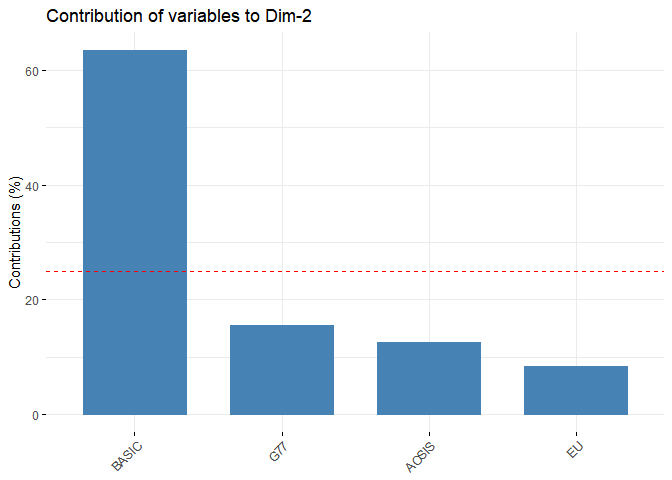 Contribution of variables to Dim-2
Contributions (%)
60
40
20
0
BASIC
G77
AOSIS
EU